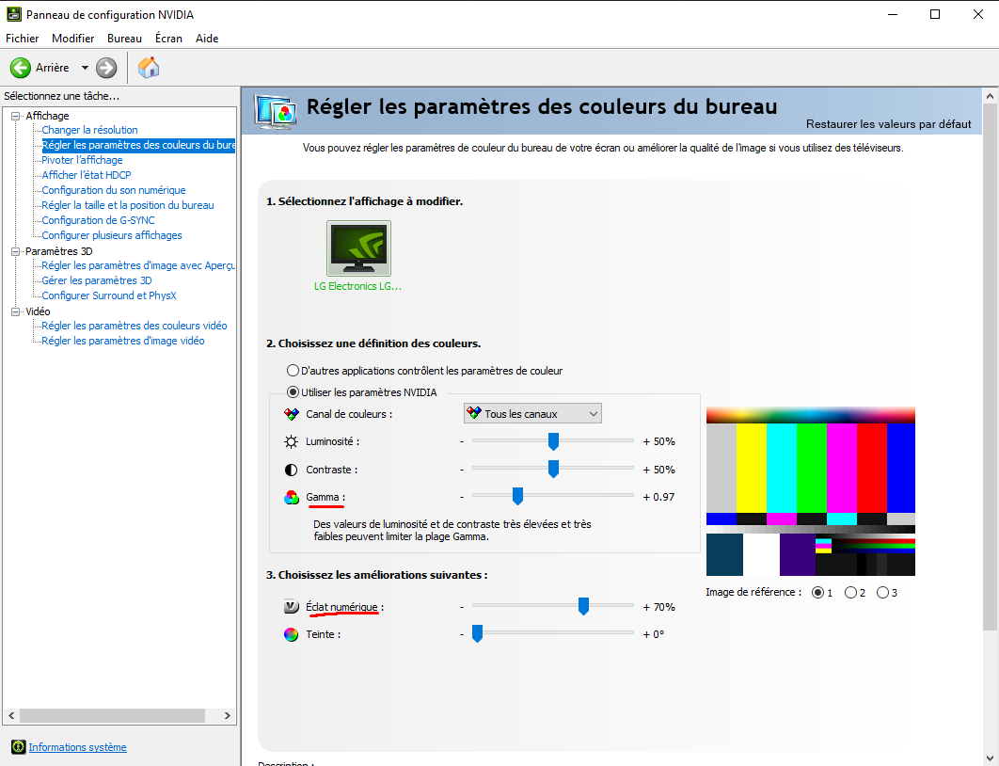 Panneau de configuration NVIDIA
Fichier Modifier Bureau Écran Aide
Arrière
Sélectionnez une tâche...
Affichage
Changer la résolution
Régler les paramètres des couleurs du bure
Pivoter l'affichage
Afficher l'état HDCP
Configuration du son numérique
Régler la taille et la position du bureau
Configuration de G-SYNC
Configurer plusieurs affichages
Paramètres 3D
Régler les paramètres d'image avec Aperçu
Gérer les paramètres 3D
Configurer Surround et PhysX
Vidéo
Régler les paramètres des couleurs vidéo
Régler les paramètres d'image vidéo
Informations système
Régler les paramètres des couleurs du bureau
Restaurer les valeurs par défaut
Vous pouvez régler les paramètres de couleur du bureau de votre écran ou améliorer la qualité de l'image si vous utilisez des téléviseurs.
1. Sélectionnez l'affichage à modifier.
LG Electronics LG...
2. Choisissez une définition des couleurs.
D'autres applications contrôlent les paramètres de couleur
Utiliser les paramètres NVIDIA
Canal de couleurs : Tous les canaux
Luminosité : - + 50%
Contraste : - + 50%
Gamma : - + 0.97
Des valeurs de luminosité et de contraste très élevées et très
faibles peuvent limiter la plage Gamma.
3. Choisissez les améliorations suivantes :
Éclat numérique : - + 70%
Teinte : - + 0°
Image de référence : 1 2 3
Description :